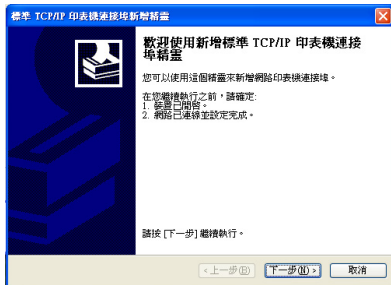 標準 TCP/IP 印表機連接埠新增精靈
歡迎使用新增標準 TCP/IP 印表機連接
埠精靈
您可以使用這個精靈來新增網路印表機連接埠。
在您繼續執行之前，請確定:
1. 裝置已開啟。
2. 網路已連線並設定完成。
請按 [下一步] 繼續執行。
<上一步(B) 下一步(N)> 取消